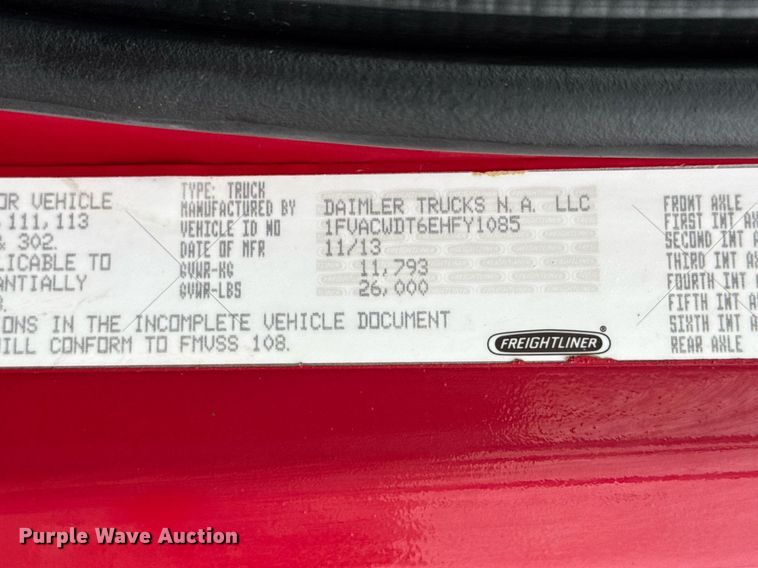 OR VEHICLE
111, 113
& 302.
LICABLE TO
ANTIALLY
IONS IN THE INCOMPLETE VEHICLE DOCUMENT
WILL CONFORM TO FMVSS 108.
TYPE: TRUCK
MANUFACTURED BY DAIMLER TRUCKS N.A. LLC
VEHICLE ID NO 1FVACWDT6EHFY1085
DATE OF MFR 11/13
GVWR-KG 11,793
GVWR-LBS 26,000
FREIGHTLINER®
FRONT AXLE
FIRST INT A
SECOND INT
THIRD INT A
FOURTH INT
FIFTH INT A
SIXTH INT A
REAR AXLE
Purple Wave Auction